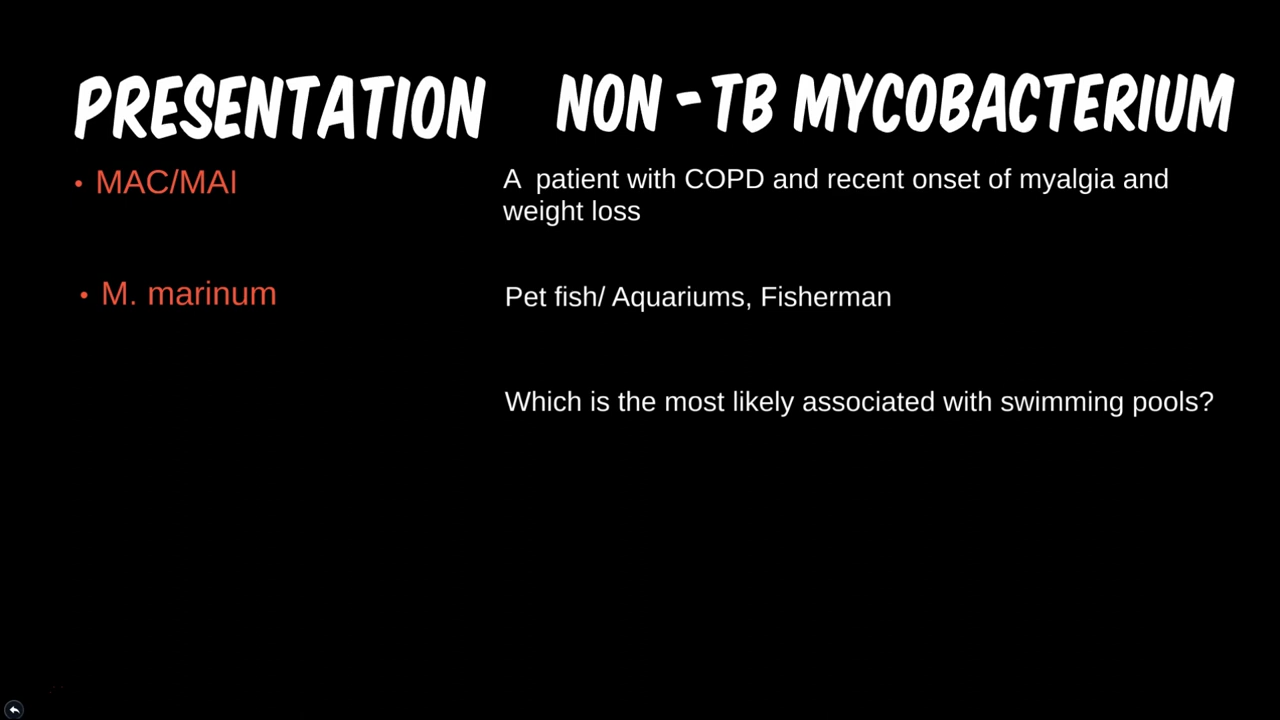 PRESENTATION
NON-TB MYCOBACTERIUM
• MAC/MAI
A patient with COPD and recent onset of myalgia and
weight loss
• M. marinum
Pet fish/ Aquariums, Fisherman
Which is the most likely associated with swimming pools?